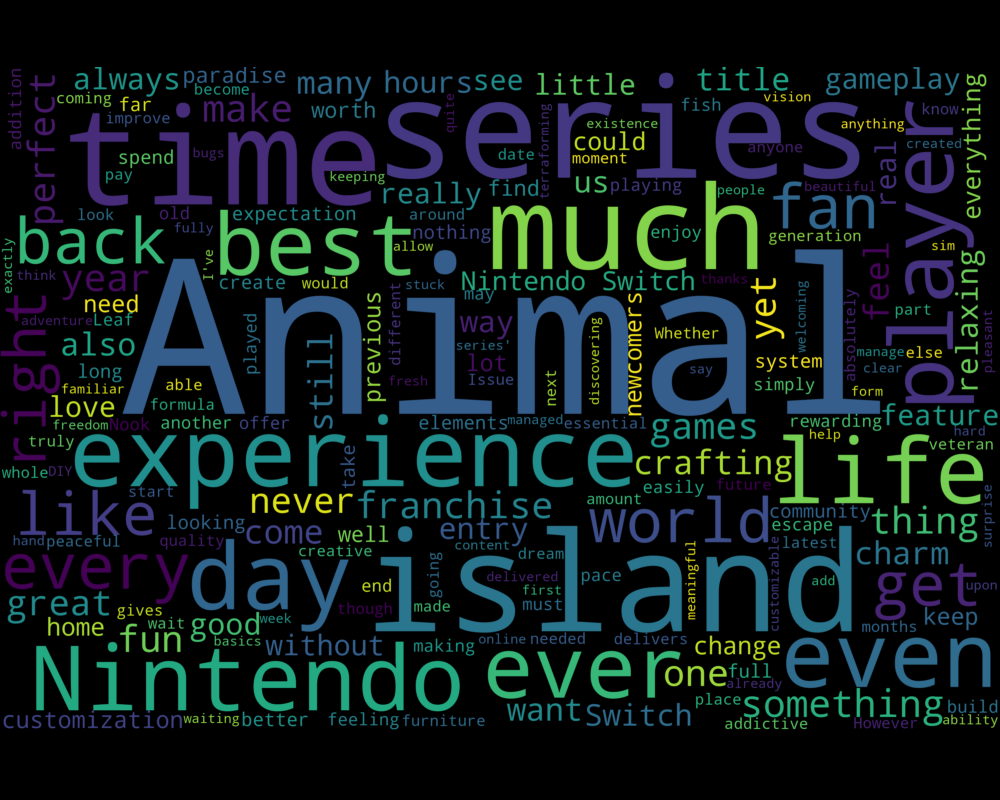 always
paradise
become
many
hours
see
little
title
gameplay
addition
coming
far
improve
perfect
make
worth
time
series
quite
fish
vision
know
everything
existence
could
moment
terraforming
anything
anyone
created
real
player
spend
pay
bugs
keeping
date
really
find
us
playing
people
beautiful
look
old
fully
expectation
around
nothing
much
enjoy
fan
generation
sim
relaxing
exactly
back
best
I've
allow
create
would
Nintendo Switch
thanks
yet
welcoming
absolutely
feel
part
think
year
need
adventure
Leaf
right
also
long
played
still
previous
different
stuck
may
way
series'
lot
Issue
fresh
next
discovering
newcomers
Whether
say
system
simply
manage
else
clear
form
pleasant
Animal
familiar
able
love
formula
freedom
Nook
another
offer
elements
managed
essential
games
rewarding
help
feature
truly
whole
DIY
experience
take
crafting
easily
future
life
hard
veteran
surprise
start
like
never
franchise
amount
world
community
escape
thing
looking
hand
peaceful
quality
come
well
entry
latest
charm
creative
content
dream
going
every
day
end
though
made
delivered
first
must
pace
island
meaningful
customizable
add
get
upon
great
gives
home
wait
fun
good
basics
week
without
making
online
needed
delivers
change
months
keep
even
Nintendo
ever
one
full
already
place
something
build
customization
waiting
better
feeling
furniture
want
Switch
addictive
However
ability